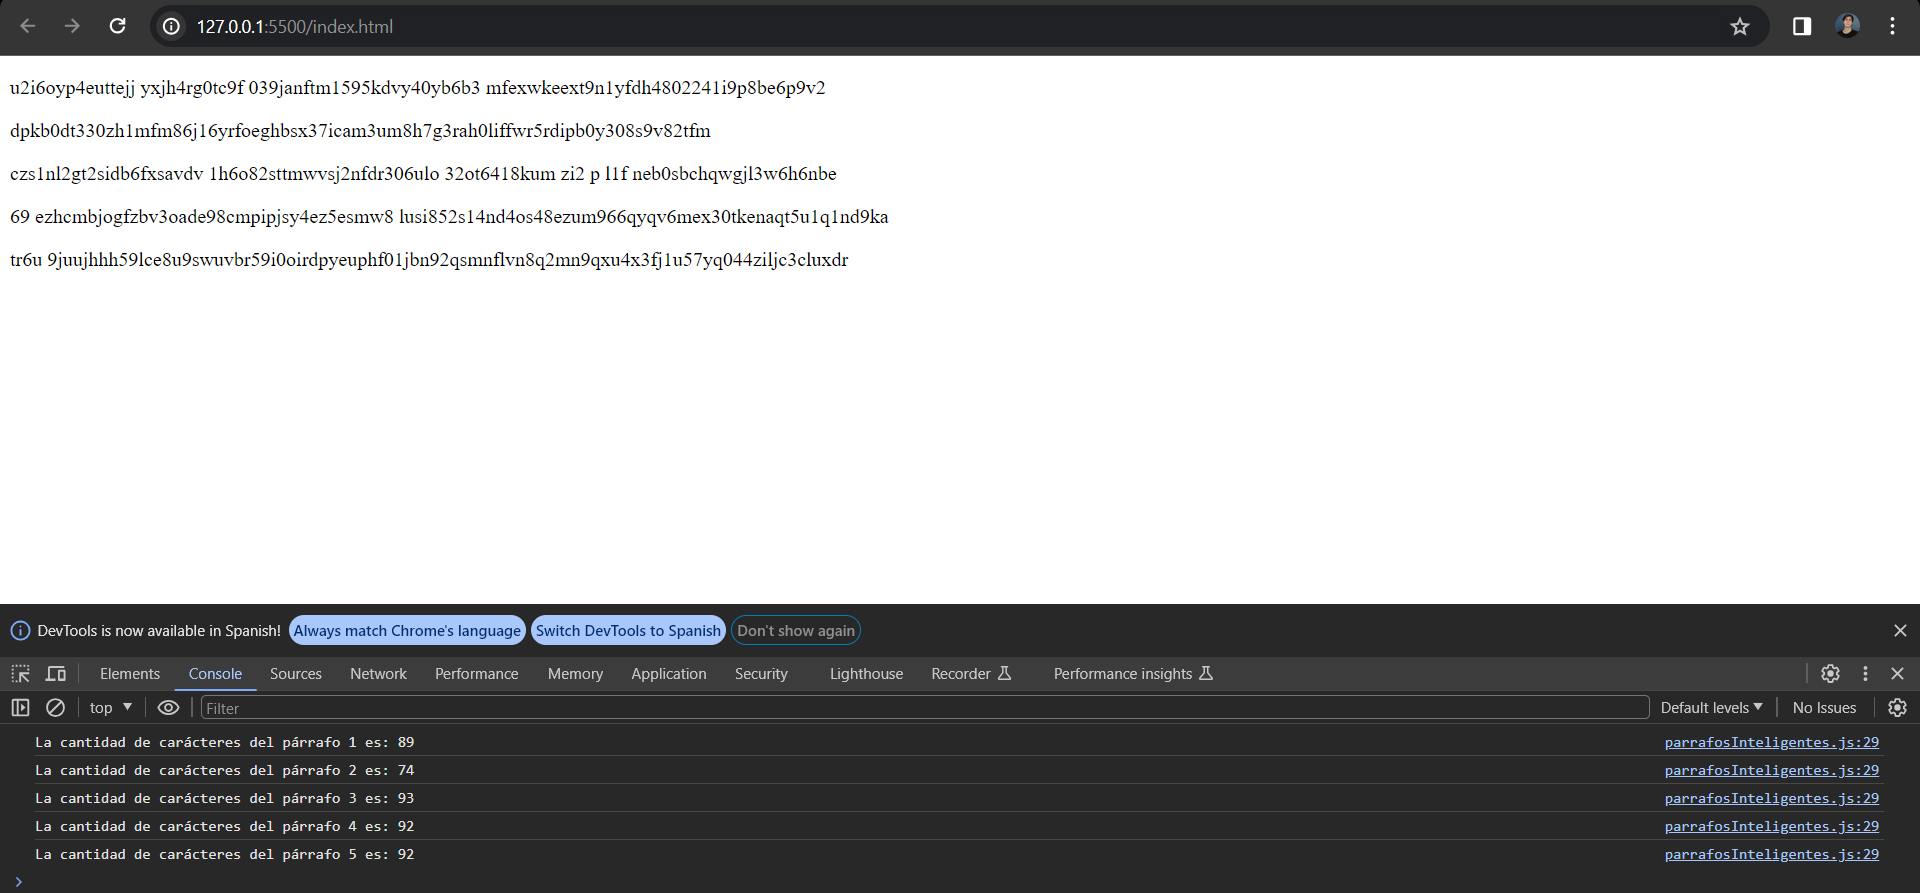 127.0.0.1:5500/index.html
u2i6oyp4euttejj yxjh4rg0tc9f 039janftm1595kdvy40yb6b3 mfexwkeext9n1yfdh4802241i9p8be6p9v2
dpkb0dt330zh1mfm86j16yrfoeghbsx37icam3um8h7g3rah0liffwr5rdipb0y308s9v82tfm
czs1nl2gt2sidb6fxsavdv 1h6o82sttmwvsj2nfdr306ulo 32ot6418kum zi2 p l1f neb0sbchqwgjl3w6h6nbe
69 ezhcmbjogfzbv3oade98cmpipjsy4ez5esmw8 lusi852s14nd4os48ezum966qyqv6mex30tkenaqt5u1q1nd9ka
tr6u 9juujhhh59lce8u9swuvbr59i0oirdpyeuphf01jbn92qsmnflvn8q2mn9qxu4x3fj1u57yq044ziljc3cluxdr
DevTools is now available in Spanish! Always match Chrome's language Switch DevTools to Spanish Don't show again
Elements Console Sources Network Performance Memory Application Security Lighthouse Recorder Performance insights
top Filter Default levels No Issues
La cantidad de carácteres del párrafo 1 es: 89 parrafosInteligentes.js:29
La cantidad de carácteres del párrafo 2 es: 74 parrafosInteligentes.js:29
La cantidad de carácteres del párrafo 3 es: 93 parrafosInteligentes.js:29
La cantidad de carácteres del párrafo 4 es: 92 parrafosInteligentes.js:29
La cantidad de carácteres del párrafo 5 es: 92 parrafosInteligentes.js:29